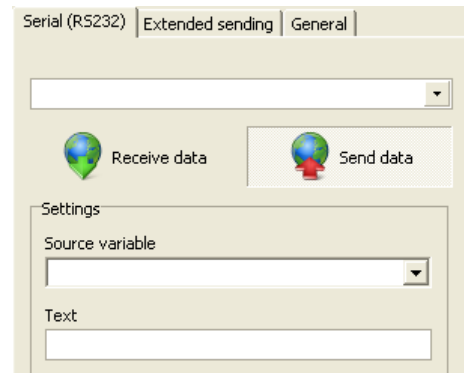 Serial (RS232) Extended sending General
Receive data Send data
Settings
Source variable
Text